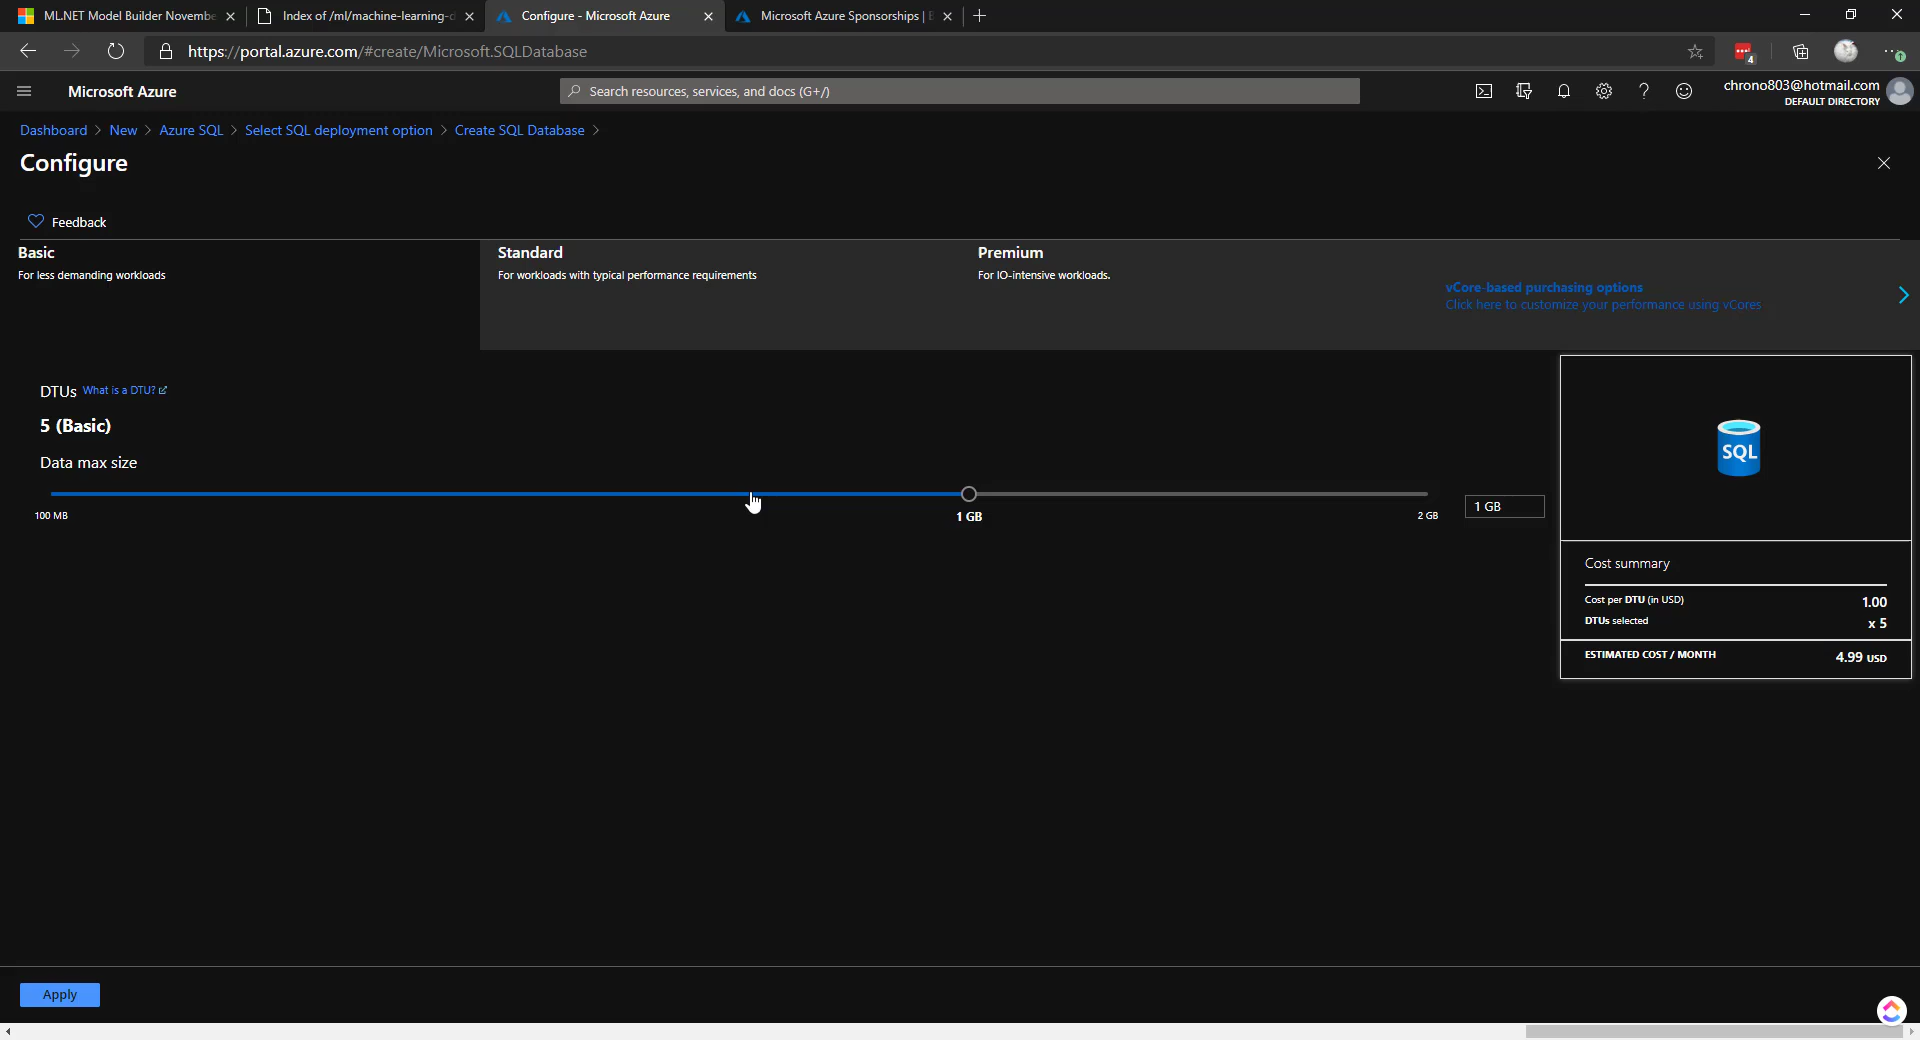 ML.NET Model Builder Novembe
Index of /ml/machine-learning-d
Configure - Microsoft Azure
Microsoft Azure Sponsorships |
https://portal.azure.com/#create/Microsoft.SQLDatabase
4
Microsoft Azure
Search resources, services, and docs (G+/)
chrono803@hotmail.com
DEFAULT DIRECTORY
Dashboard > New > Azure SQL > Select SQL deployment option > Create SQL Database >
Configure
Feedback
Basic
For less demanding workloads
Standard
For workloads with typical performance requirements
Premium
For IO-intensive workloads.
vCore-based purchasing options
Click here to customize your performance using vCores
DTUs What is a DTU?
5 (Basic)
Data max size
100 MB
1 GB
2 GB
1 GB
SQL
Cost summary
Cost per DTU (in USD) 1.00
DTUs selected x 5
ESTIMATED COST / MONTH 4.99 USD
Apply